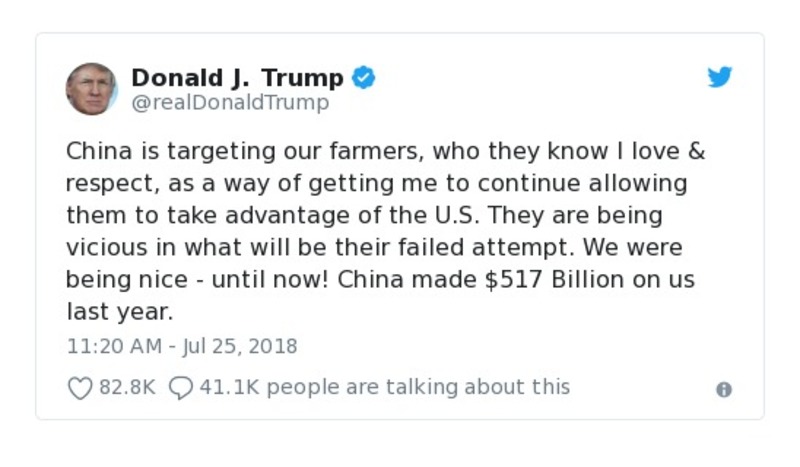 Donald J. Trump
@realDonaldTrump
China is targeting our farmers, who they know I love &
respect, as a way of getting me to continue allowing
them to take advantage of the U.S. They are being
vicious in what will be their failed attempt. We were
being nice - until now! China made $517 Billion on us
last year.
11:20 AM - Jul 25, 2018
82.8K 41.1K people are talking about this